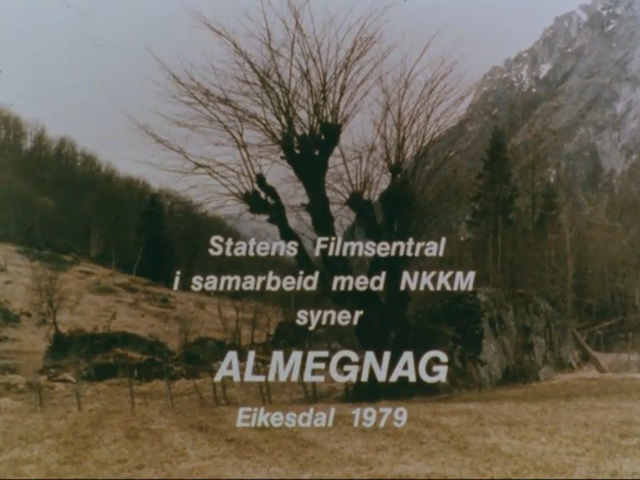 Statens Filmsentral
i samarbeid med NKKM
syner
ALMEGNAG
Eikesdal 1979